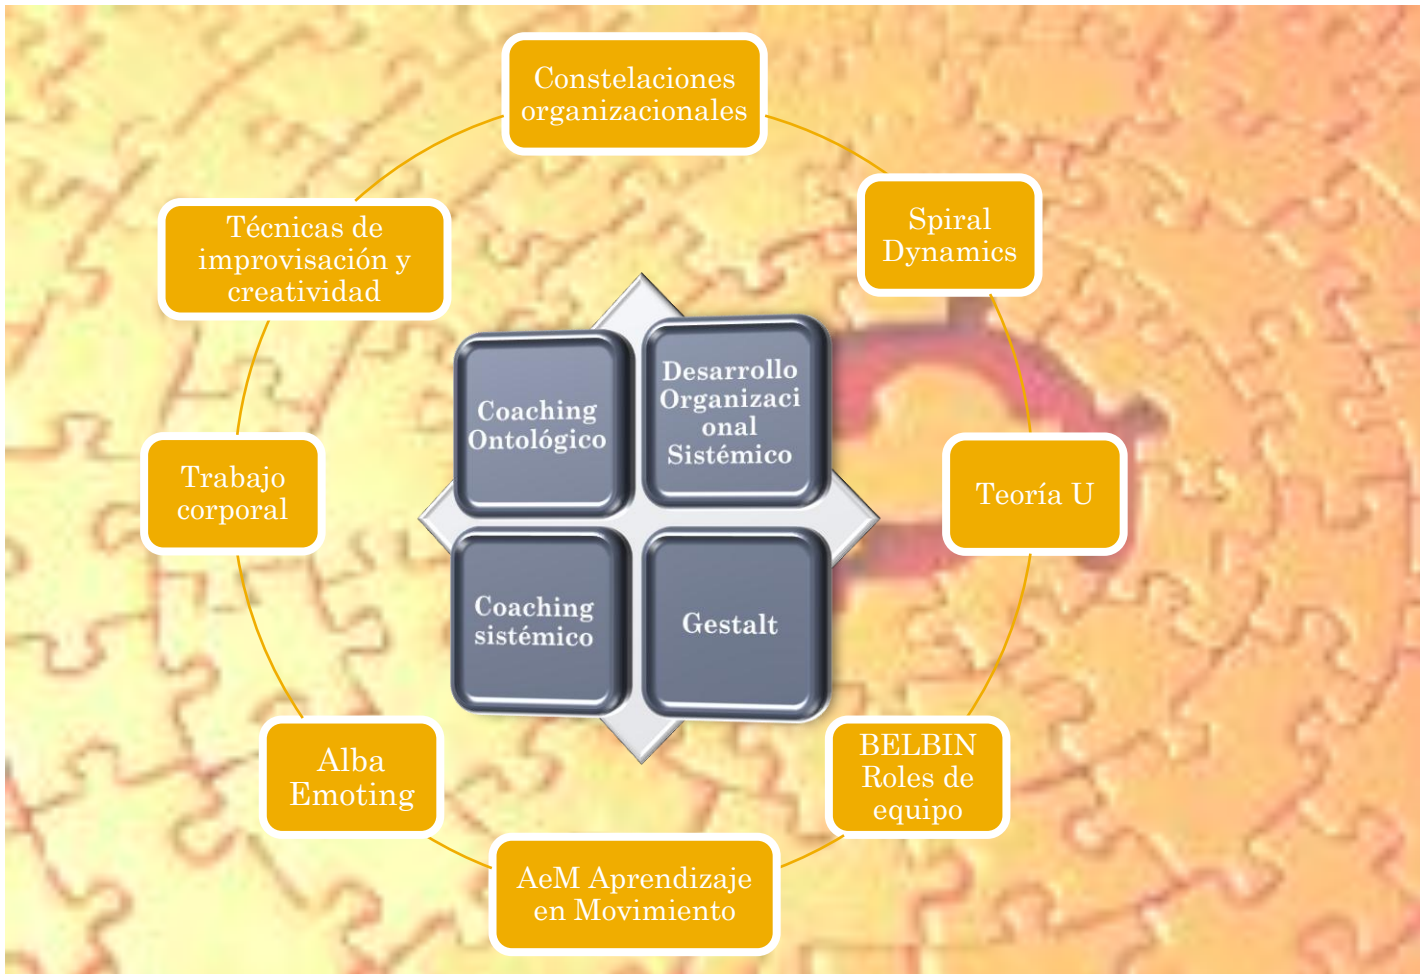 Constelaciones
organizacionales
Spiral
Dynamics
Técnicas de
improvisación y
creatividad
Desarrollo
Organizaci
onal
Sistémico
Coaching
Ontológico
Trabajo
corporal
Teoría U
Coaching
sistémico
Gestalt
Alba
Emoting
BELBIN
Roles de
equipo
AeM Aprendizaje
en Movimiento